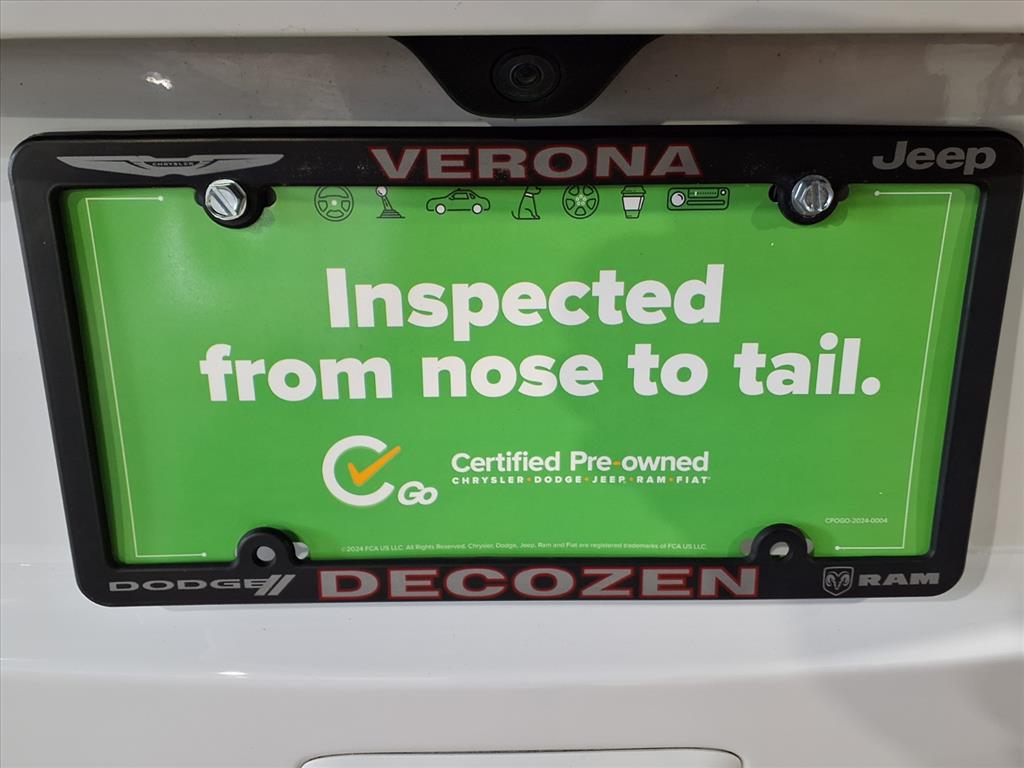 CHRYSLER
VERONA
Jeep
Inspected
from nose to tail.
Go
Certified Pre-owned
CHRYSLER • DODGE • JEEP® • RAM • FIAT®
CPOGO-2024-0004
©2024 FCA US LLC. All Rights Reserved. Chrysler, Dodge, Jeep, Ram and Fiat are registered trademarks of FCA US LLC.
DODGE
DECOZEN
RAM